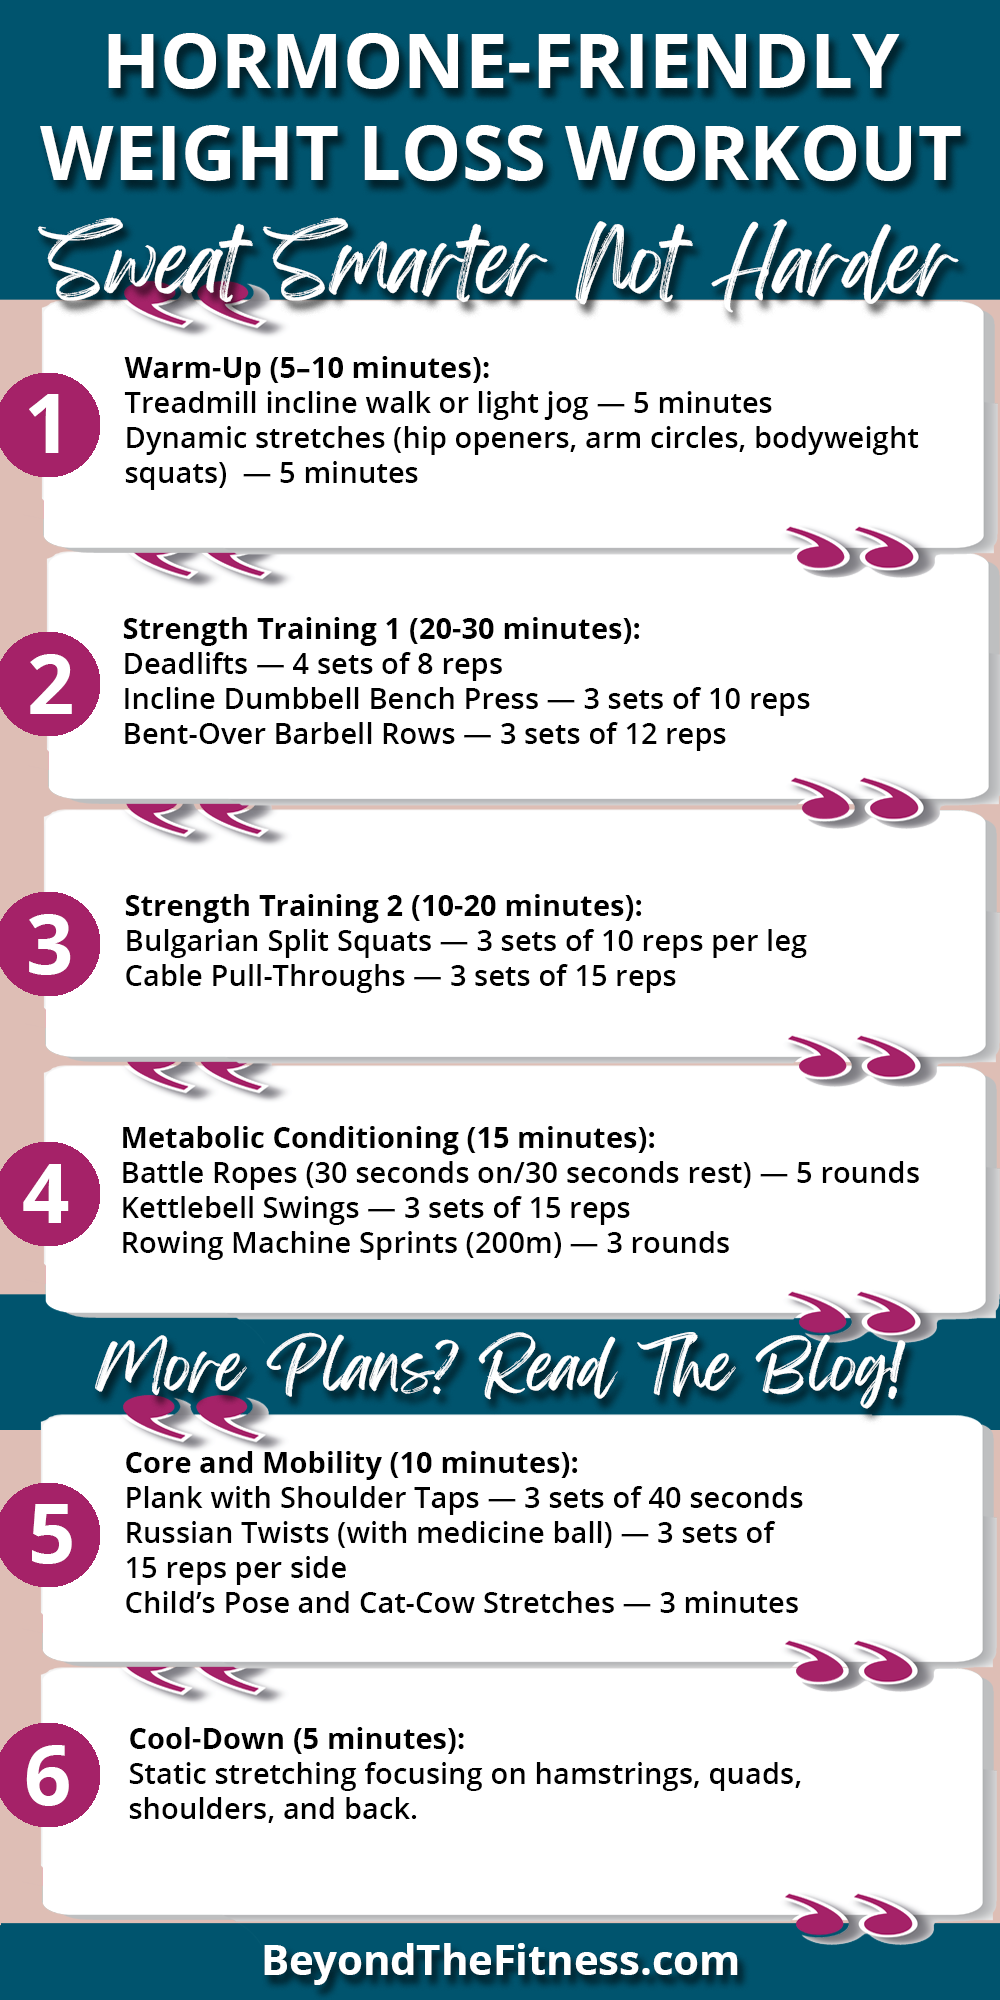 HORMONE-FRIENDLY
WEIGHT LOSS WORKOUT
Sweat Smarter Not Harder
1
Warm-Up (5–10 minutes):
Treadmill incline walk or light jog — 5 minutes
Dynamic stretches (hip openers, arm circles, bodyweight
squats) — 5 minutes
2
Strength Training 1 (20-30 minutes):
Deadlifts — 4 sets of 8 reps
Incline Dumbbell Bench Press — 3 sets of 10 reps
Bent-Over Barbell Rows — 3 sets of 12 reps
3
Strength Training 2 (10-20 minutes):
Bulgarian Split Squats — 3 sets of 10 reps per leg
Cable Pull-Throughs — 3 sets of 15 reps
4
Metabolic Conditioning (15 minutes):
Battle Ropes (30 seconds on/30 seconds rest) — 5 rounds
Kettlebell Swings — 3 sets of 15 reps
Rowing Machine Sprints (200m) — 3 rounds
More Plans? Read The Blog!
5
Core and Mobility (10 minutes):
Plank with Shoulder Taps — 3 sets of 40 seconds
Russian Twists (with medicine ball) — 3 sets of
15 reps per side
Child’s Pose and Cat-Cow Stretches — 3 minutes
6
Cool-Down (5 minutes):
Static stretching focusing on hamstrings, quads,
shoulders, and back.
BeyondTheFitness.com